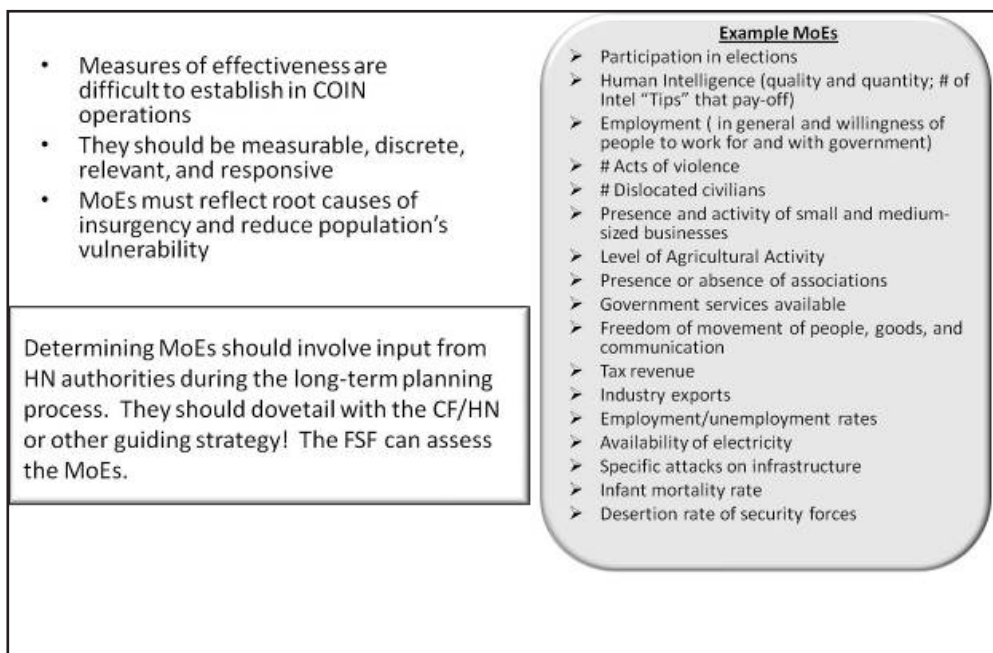 • Measures of effectiveness are
difficult to establish in COIN
operations
• They should be measurable, discrete,
relevant, and responsive
• MoEs must reflect root causes of
insurgency and reduce population's
vulnerability
Determining MoEs should involve input from
HN authorities during the long-term planning
process. They should dovetail with the CF/HN
or other guiding strategy! The FSF can assess
the MoEs.
Example MoEs
➢ Participation in elections
➢ Human Intelligence (quality and quantity; # of
Intel “Tips” that pay-off)
➢ Employment ( in general and willingness of
people to work for and with government)
➢ # Acts of violence
➢ # Dislocated civilians
➢ Presence and activity of small and medium-
sized businesses
➢ Level of Agricultural Activity
➢ Presence or absence of associations
➢ Government services available
➢ Freedom of movement of people, goods, and
communication
➢ Tax revenue
➢ Industry exports
➢ Employment/unemployment rates
➢ Availability of electricity
➢ Specific attacks on infrastructure
➢ Infant mortality rate
➢ Desertion rate of security forces